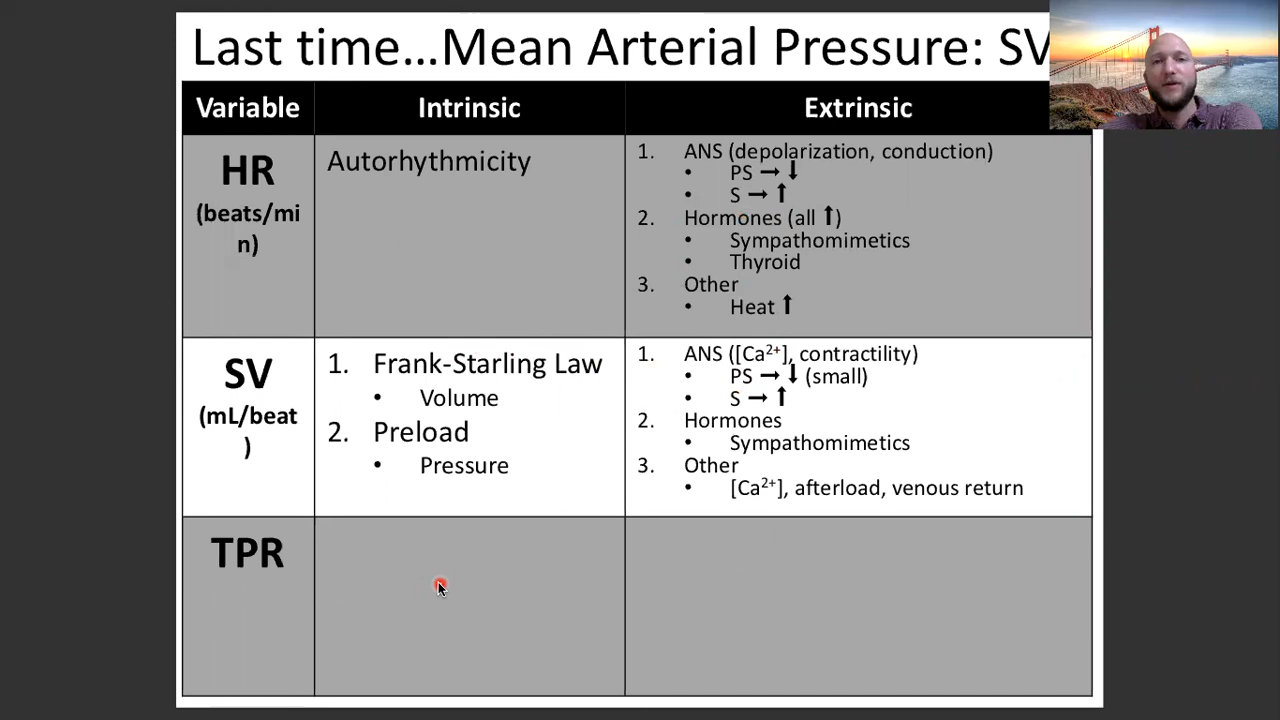 Last time...Mean Arterial Pressure: SV
Variable
Intrinsic
Extrinsic
HR
(beats/mi
n)
Autorhythmicity
1. ANS (depolarization, conduction)
• PS → ⬇
• S → ⬆
2. Hormones (all ⬆)
• Sympathomimetics
• Thyroid
3. Other
• Heat ⬆
SV
(mL/beat
)
1. Frank-Starling Law
• Volume
2. Preload
• Pressure
1. ANS ([Ca²⁺], contractility)
• PS → ⬇ (small)
• S → ⬆
2. Hormones
• Sympathomimetics
3. Other
• [Ca²⁺], afterload, venous return
TPR